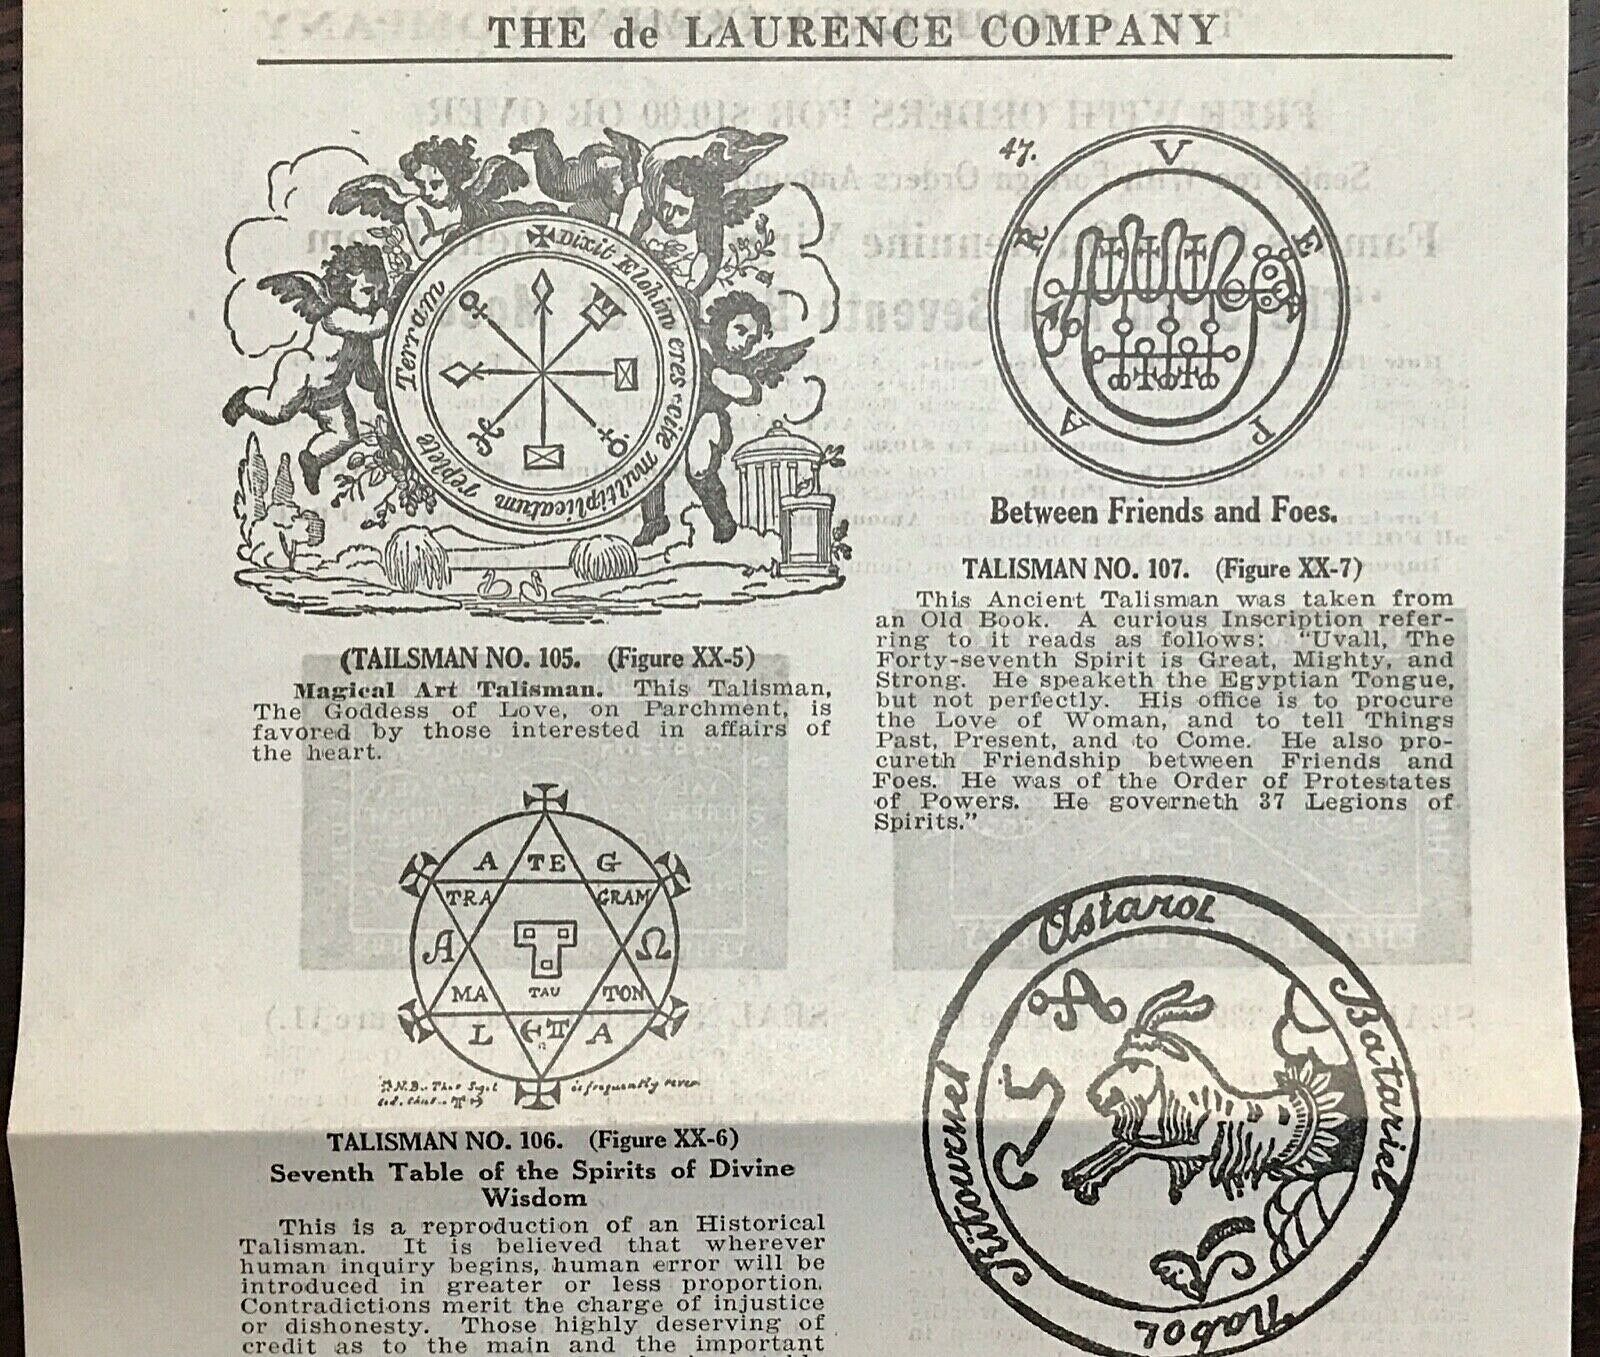 THE de LAURENCE COMPANY
Dixit Elohim
multiplicatum replete Terram
(TAILSMAN NO. 105. (Figure XX-5)
Magical Art Talisman. This Talisman,
The Goddess of Love, on Parchment, is
favored by those interested in affairs of
the heart.
A TE G
TRA GRAM
A Ω
TAU
MA TON
L A
is frequently
TALISMAN NO. 106. (Figure XX-6)
Seventh Table of the Spirits of Divine
Wisdom
This is a reproduction of an Historical
Talisman. It is believed that wherever
human inquiry begins, human error will be
introduced in greater or less proportion.
Contradictions merit the charge of injustice
or dishonesty. Those highly deserving of
credit as to the main and the important
47.
V E P A R
Between Friends and Foes.
TALISMAN NO. 107. (Figure XX-7)
This Ancient Talisman was taken from
an Old Book. A curious Inscription refer-
ring to it reads as follows: "Uvall, The
Forty-seventh Spirit is Great, Mighty, and
Strong. He speaketh the Egyptian Tongue,
but not perfectly. His office is to procure
the Love of Woman, and to tell Things
Past, Present, and to Come. He also pro-
cureth Friendship between Friends and
Foes. He was of the Order of Protestates
of Powers. He governeth 37 Legions of
Spirits."
Astarot
Batariel
Nabot